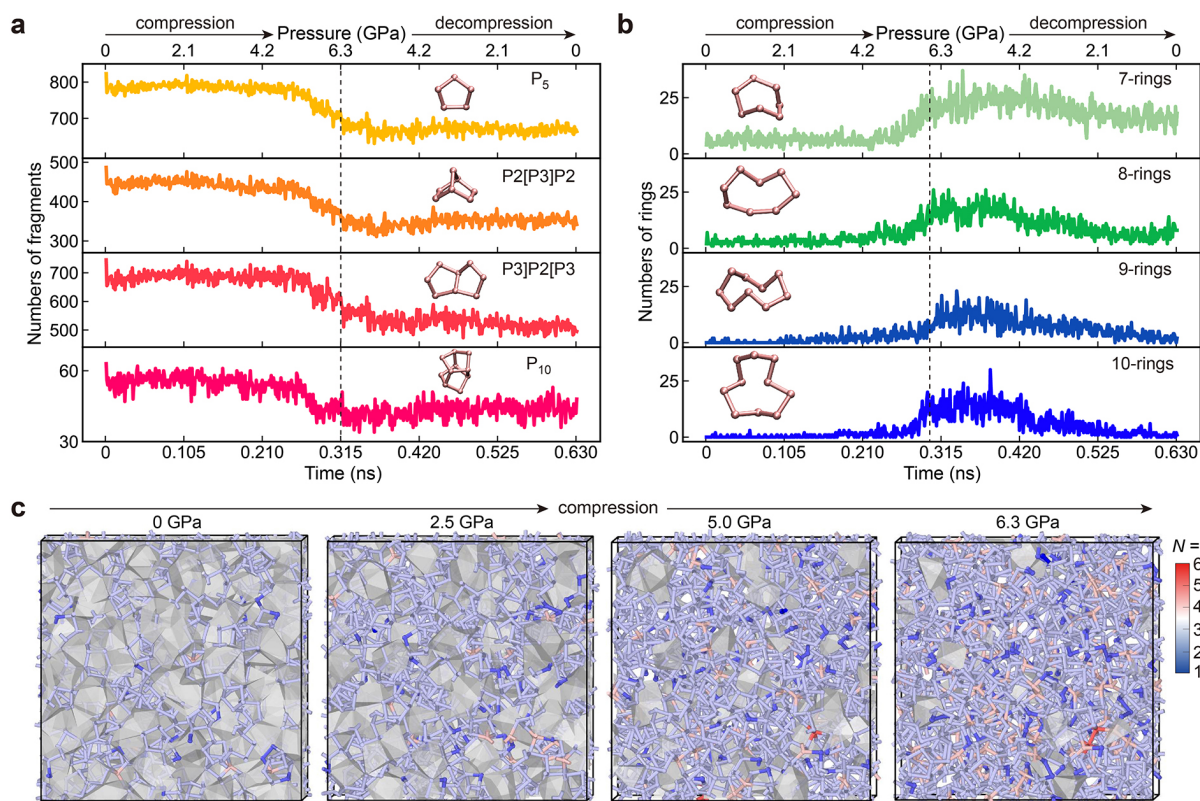 a
compression
Pressure (GPa)
decompression
0 2.1 4.2 6.3 4.2 2.1 0
Numbers of fragments
800
700
P5
500
400
300
P2[P3]P2
700
600
500
P3]P2[P3
60
30
P10
0 0.105 0.210 0.315 0.420 0.525 0.630
Time (ns)
b
compression
Pressure (GPa)
decompression
0 2.1 4.2 6.3 4.2 2.1 0
Numbers of rings
25
0
7-rings
25
0
8-rings
25
0
9-rings
25
0
10-rings
0 0.105 0.210 0.315 0.420 0.525 0.630
Time (ns)
c
compression
0 GPa
2.5 GPa
5.0 GPa
6.3 GPa
N =
6
5
4
3
2
1